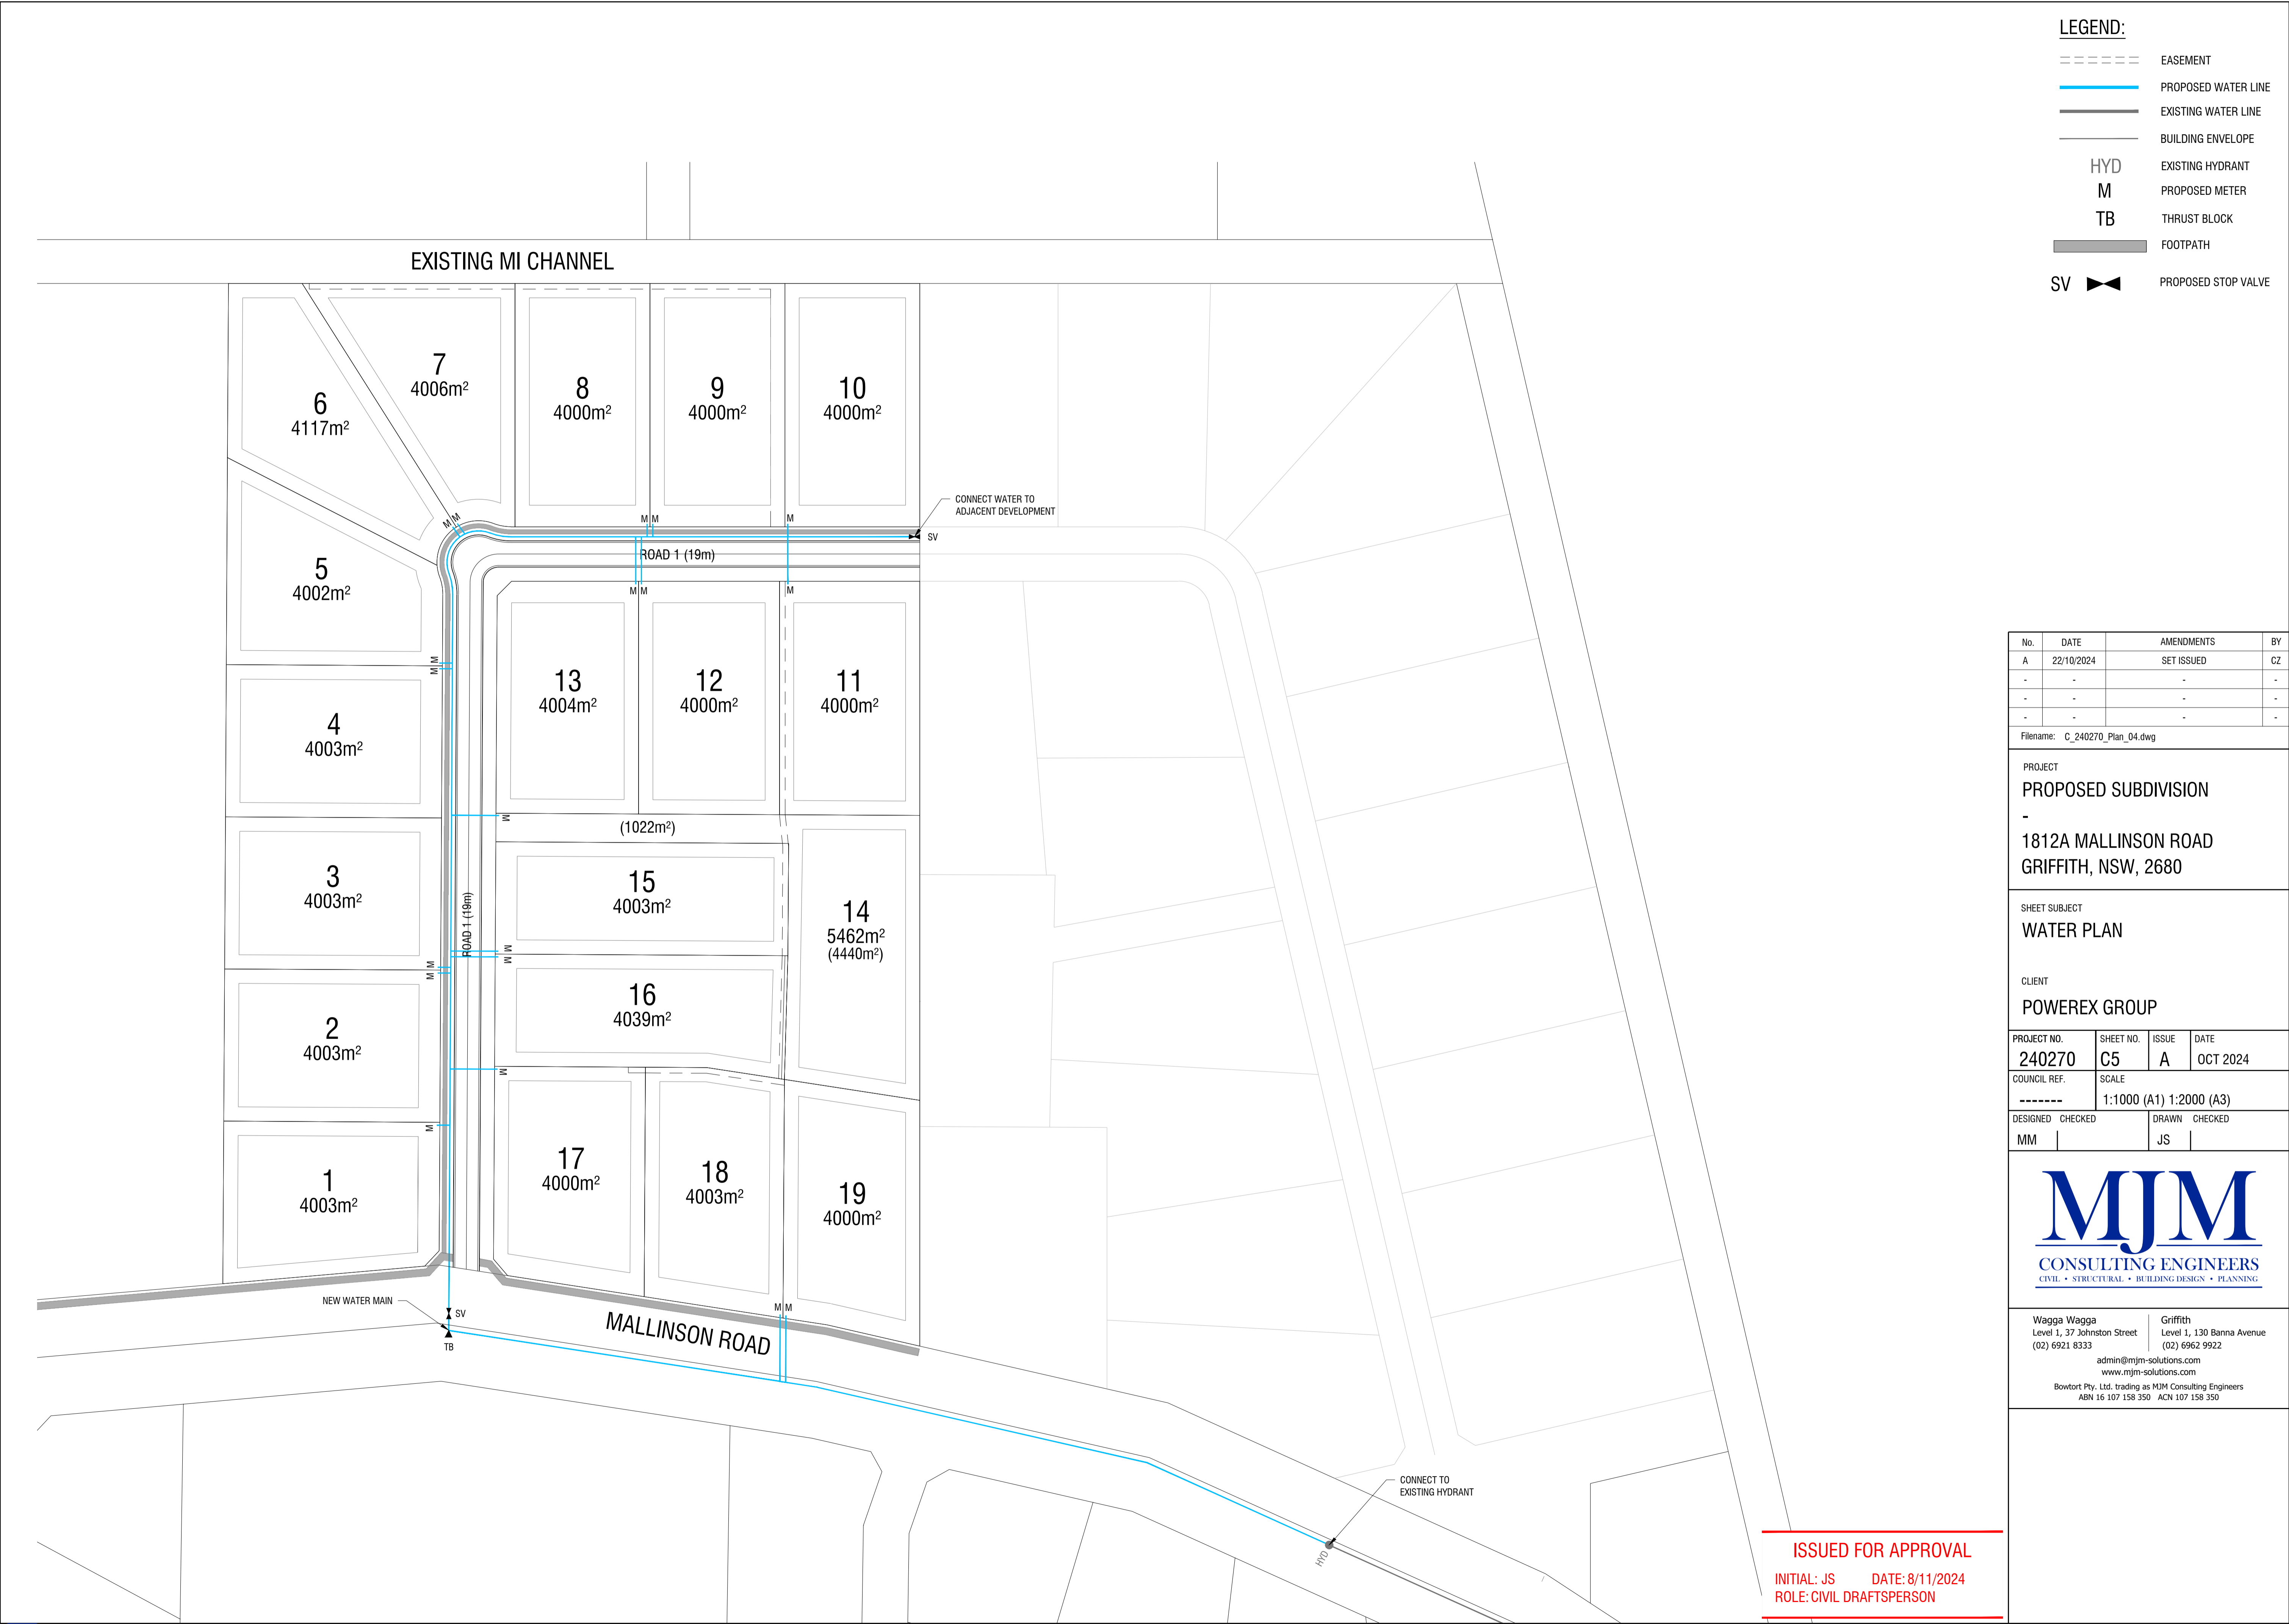 LEGEND:
EASEMENT
PROPOSED WATER LINE
EXISTING WATER LINE
BUILDING ENVELOPE
HYD EXISTING HYDRANT
M PROPOSED METER
TB THRUST BLOCK
FOOTPATH
SV PROPOSED STOP VALVE
EXISTING MI CHANNEL
6
4117m²
7
4006m²
8
4000m²
9
4000m²
10
4000m²
CONNECT WATER TO
ADJACENT DEVELOPMENT
M M
M M
M
SV
ROAD 1 (19m)
M M
M
5
4002m²
M M
13
4004m²
12
4000m²
11
4000m²
4
4003m²
M
(1022m²)
3
4003m²
15
4003m²
14
5462m²
(4440m²)
ROAD 1 (19m)
M M
M M
2
4003m²
16
4039m²
M
M
1
4003m²
17
4000m²
18
4003m²
19
4000m²
NEW WATER MAIN
SV
TB
M M
MALLINSON ROAD
CONNECT TO
EXISTING HYDRANT
HYD
No. DATE AMENDMENTS BY
A 22/10/2024 SET ISSUED CZ
- - - -
- - - -
- - - -
Filename: C_240270_Plan_04.dwg
PROJECT
PROPOSED SUBDIVISION
-
1812A MALLINSON ROAD
GRIFFITH, NSW, 2680
SHEET SUBJECT
WATER PLAN
CLIENT
POWEREX GROUP
PROJECT NO. SHEET NO. ISSUE DATE
240270 C5 A OCT 2024
COUNCIL REF. SCALE
------- 1:1000 (A1) 1:2000 (A3)
DESIGNED CHECKED DRAWN CHECKED
MM JS
MJM
CONSULTING ENGINEERS
CIVIL • STRUCTURAL • BUILDING DESIGN • PLANNING
Wagga Wagga
Level 1, 37 Johnston Street
(02) 6921 8333
Griffith
Level 1, 130 Banna Avenue
(02) 6962 9922
admin@mjm-solutions.com
www.mjm-solutions.com
Bowtort Pty. Ltd. trading as MJM Consulting Engineers
ABN 16 107 158 350 ACN 107 158 350
ISSUED FOR APPROVAL
INITIAL: JS DATE: 8/11/2024
ROLE: CIVIL DRAFTSPERSON